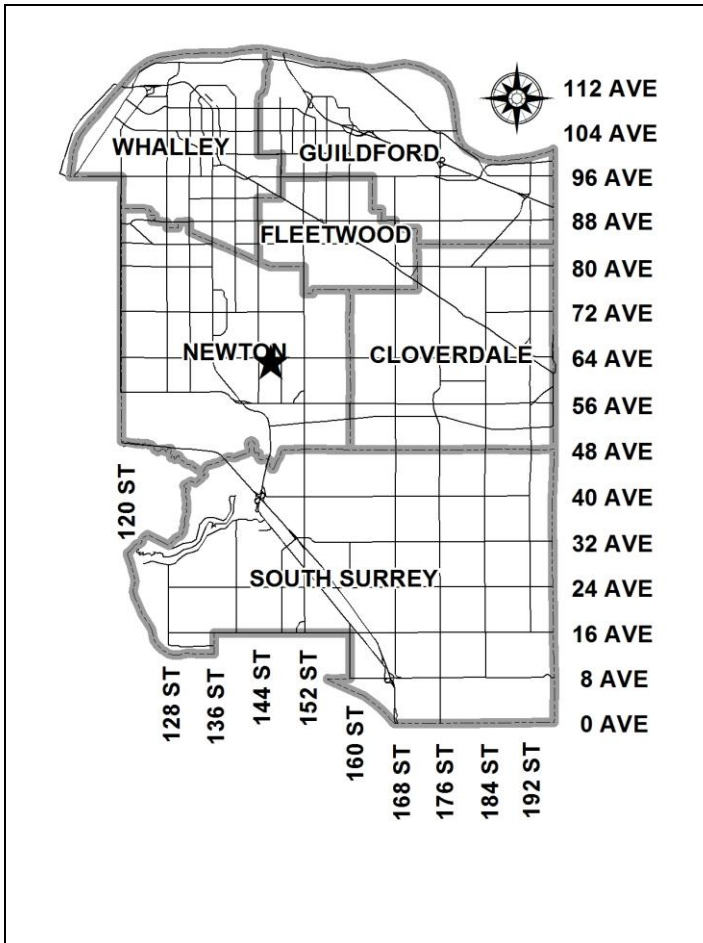 112 AVE
104 AVE
WHALLEY
GUILDFORD
96 AVE
88 AVE
FLEETWOOD
80 AVE
72 AVE
NEWTON
CLOVERDALE
64 AVE
56 AVE
48 AVE
120 ST
40 AVE
32 AVE
SOUTH SURREY
24 AVE
16 AVE
8 AVE
0 AVE
128 ST
136 ST
144 ST
152 ST
160 ST
168 ST
176 ST
184 ST
192 ST